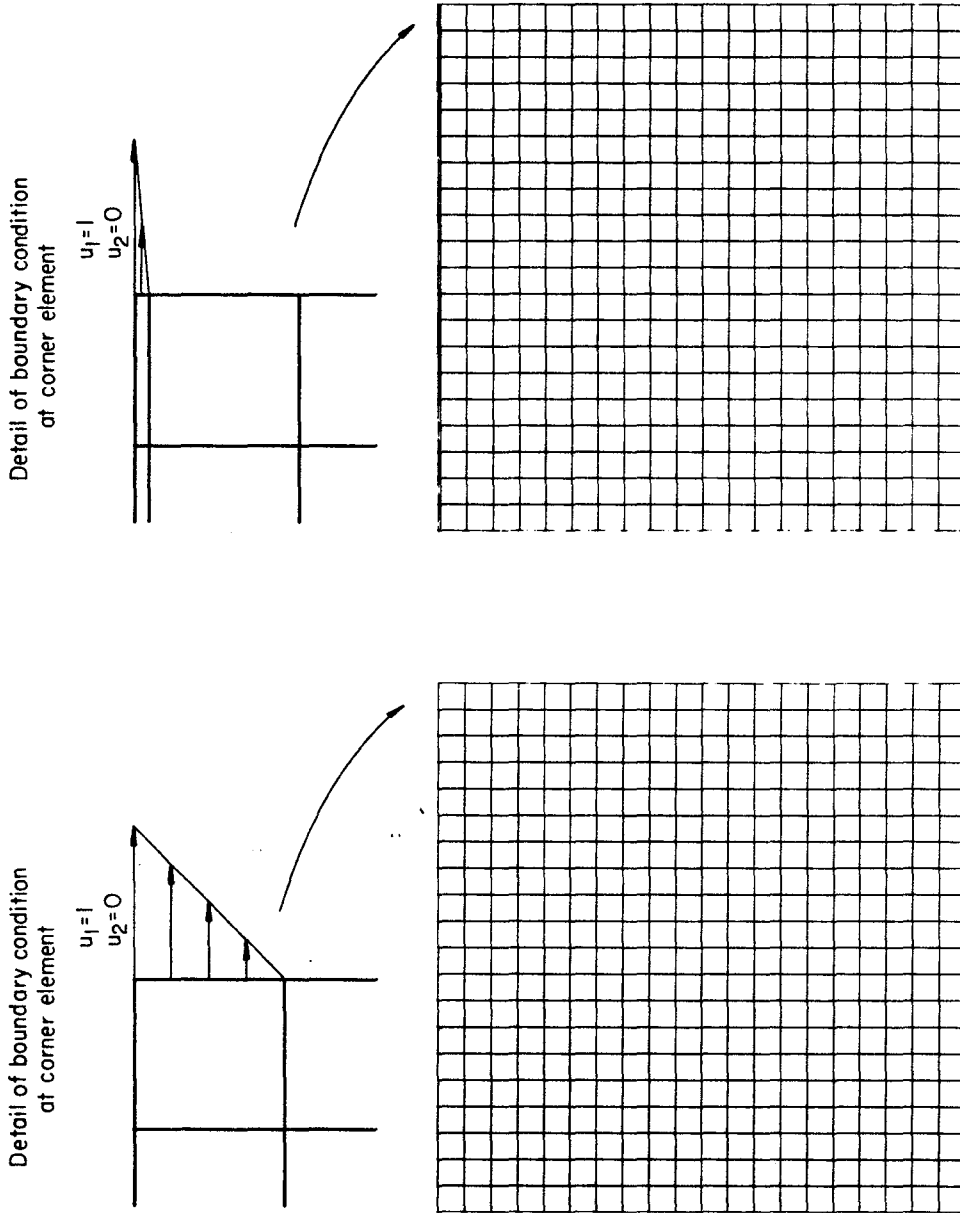 Detail of boundary condition
at corner element
u₁=1
u₂=0
Detail of boundary condition
at corner element
u₁=1
u₂=0